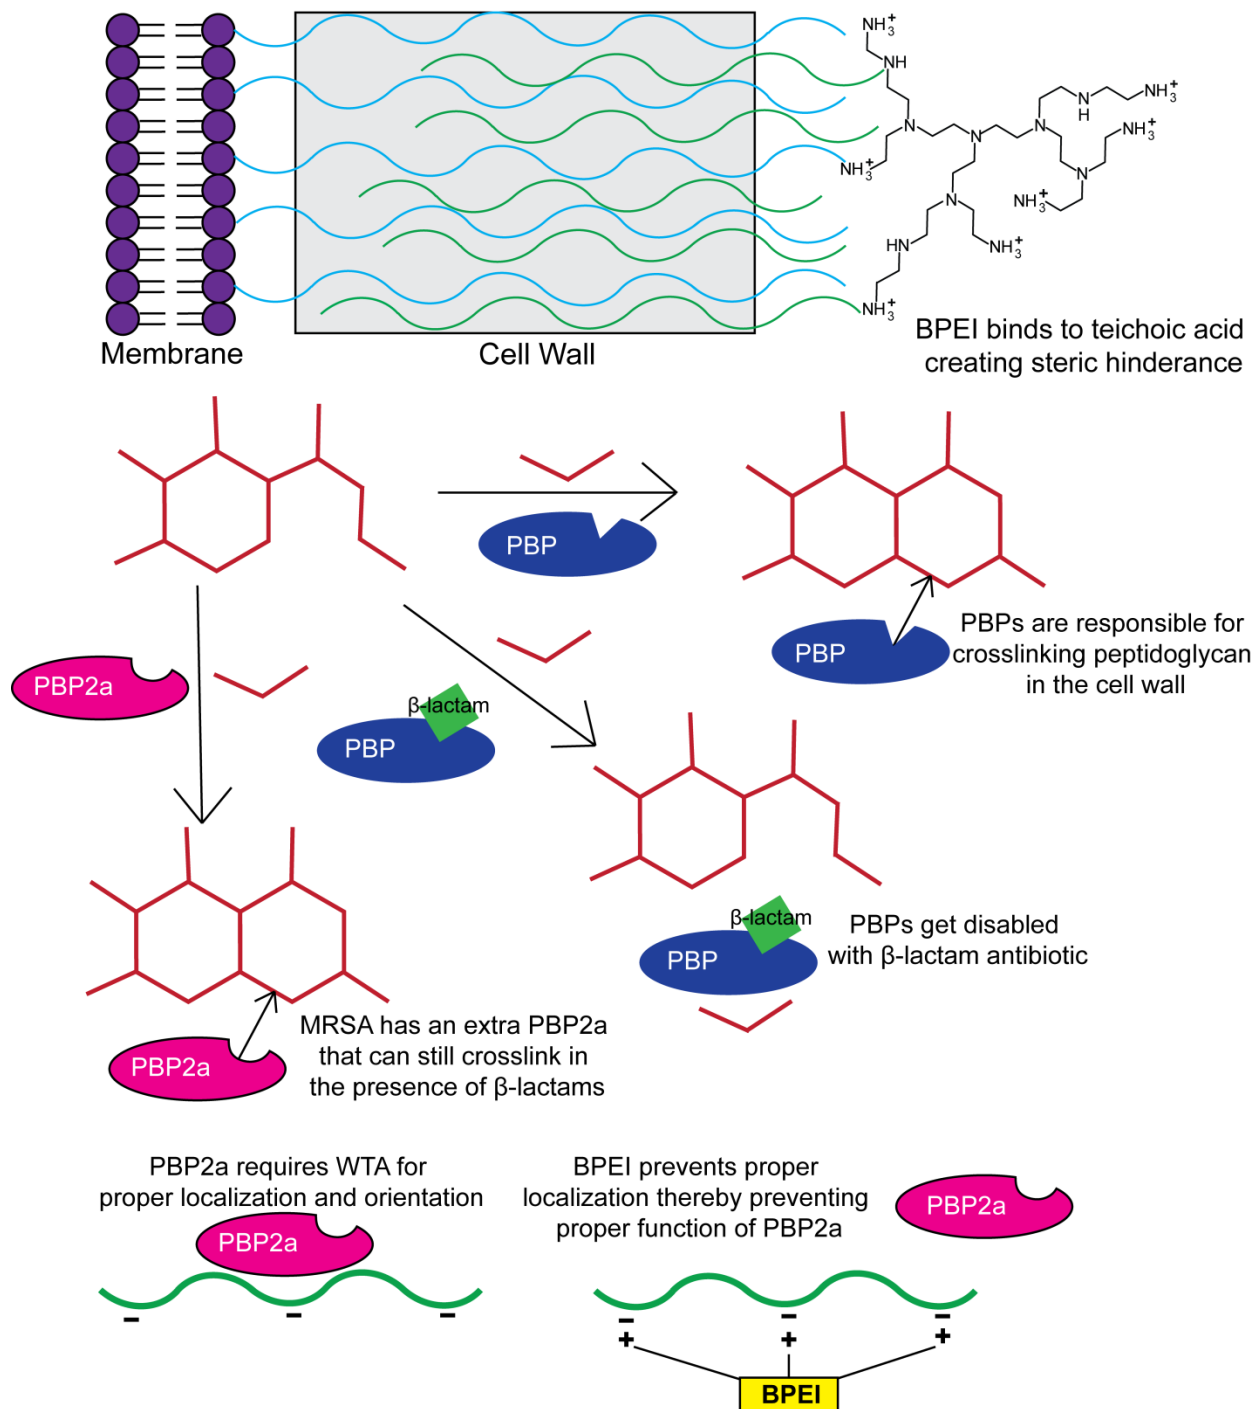 NH3+
NH
NH3+
N
H
N
N
N
NH3+
NH3+
N
NH3+
N
HN
NH3+
NH3+
Membrane
Cell Wall
BPEI binds to teichoic acid
creating steric hinderance
PBP
PBP
PBPs are responsible for
crosslinking peptidoglycan
in the cell wall
PBP2a
β-lactam
PBP
β-lactam
PBP
PBPs get disabled
with β-lactam antibiotic
MRSA has an extra PBP2a
that can still crosslink in
the presence of β-lactams
PBP2a
PBP2a requires WTA for
proper localization and orientation
PBP2a
− − −
BPEI prevents proper
localization thereby preventing
proper function of PBP2a
PBP2a
− − −
+ + +
BPEI